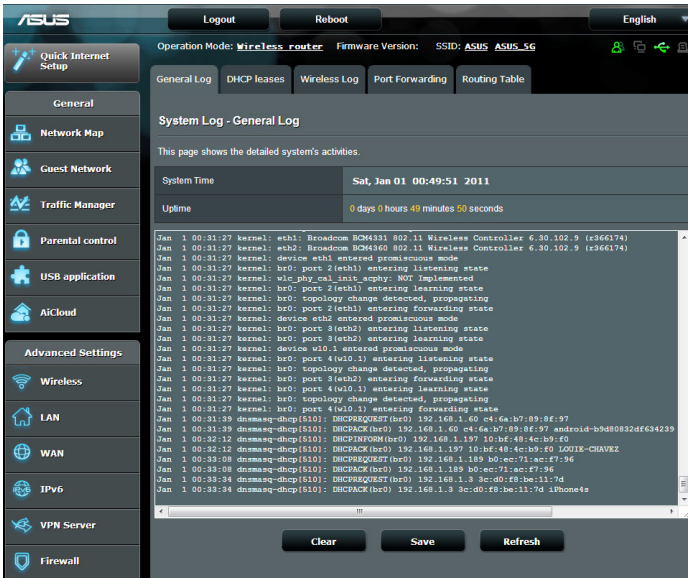 ASUS
Logout
Reboot
English
Quick Internet Setup
Operation Mode: Wireless router Firmware Version: SSID: ASUS ASUS_5G
General Log
DHCP leases
Wireless Log
Port Forwarding
Routing Table
General
Network Map
Guest Network
Traffic Manager
Parental control
USB application
AiCloud
Advanced Settings
Wireless
LAN
WAN
IPv6
VPN Server
Firewall
System Log - General Log
This page shows the detailed system's activities.
System Time
Sat, Jan 01 00:49:51 2011
Uptime
0 days 0 hours 49 minutes 50 seconds
Jan 1 00:31:27 kernel: eth1: Broadcom BCM4331 802.11 Wireless Controller 6.30.102.9 (r366174)
Jan 1 00:31:27 kernel: eth2: Broadcom BCM4360 802.11 Wireless Controller 6.30.102.9 (r366174)
Jan 1 00:31:27 kernel: device eth1 entered promiscuous mode
Jan 1 00:31:27 kernel: br0: port 2(eth1) entering listening state
Jan 1 00:31:27 kernel: wlc_phy_cal_init_acphy: NOT Implemented
Jan 1 00:31:27 kernel: br0: port 2(eth1) entering learning state
Jan 1 00:31:27 kernel: br0: topology change detected, propagating
Jan 1 00:31:27 kernel: br0: port 2(eth1) entering forwarding state
Jan 1 00:31:27 kernel: device eth2 entered promiscuous mode
Jan 1 00:31:27 kernel: br0: port 3(eth2) entering listening state
Jan 1 00:31:27 kernel: br0: port 3(eth2) entering learning state
Jan 1 00:31:27 kernel: device wl0.1 entered promiscuous mode
Jan 1 00:31:27 kernel: br0: port 4(wl0.1) entering listening state
Jan 1 00:31:27 kernel: br0: topology change detected, propagating
Jan 1 00:31:27 kernel: br0: port 3(eth2) entering forwarding state
Jan 1 00:31:27 kernel: br0: port 4(wl0.1) entering learning state
Jan 1 00:31:27 kernel: br0: topology change detected, propagating
Jan 1 00:31:27 kernel: br0: port 4(wl0.1) entering forwarding state
Jan 1 00:31:39 dnsmasq-dhcp[510]: DHCPREQUEST(br0) 192.168.1.60 c4:6a:b7:89:8f:97
Jan 1 00:31:39 dnsmasq-dhcp[510]: DHCPACK(br0) 192.168.1.60 c4:6a:b7:89:8f:97 android-b9d80832df634239
Jan 1 00:32:12 dnsmasq-dhcp[510]: DHCPINFORM(br0) 192.168.1.197 10:bf:48:4c:b9:f0
Jan 1 00:32:12 dnsmasq-dhcp[510]: DHCPACK(br0) 192.168.1.197 10:bf:48:4c:b9:f0 LOUIE-CHAVEZ
Jan 1 00:33:08 dnsmasq-dhcp[510]: DHCPREQUEST(br0) 192.168.1.189 b0:ec:71:ac:f7:96
Jan 1 00:33:08 dnsmasq-dhcp[510]: DHCPACK(br0) 192.168.1.189 b0:ec:71:ac:f7:96
Jan 1 00:33:34 dnsmasq-dhcp[510]: DHCPREQUEST(br0) 192.168.1.3 3c:d0:f8:be:11:7d
Jan 1 00:33:34 dnsmasq-dhcp[510]: DHCPACK(br0) 192.168.1.3 3c:d0:f8:be:11:7d iPhone4s
Clear
Save
Refresh